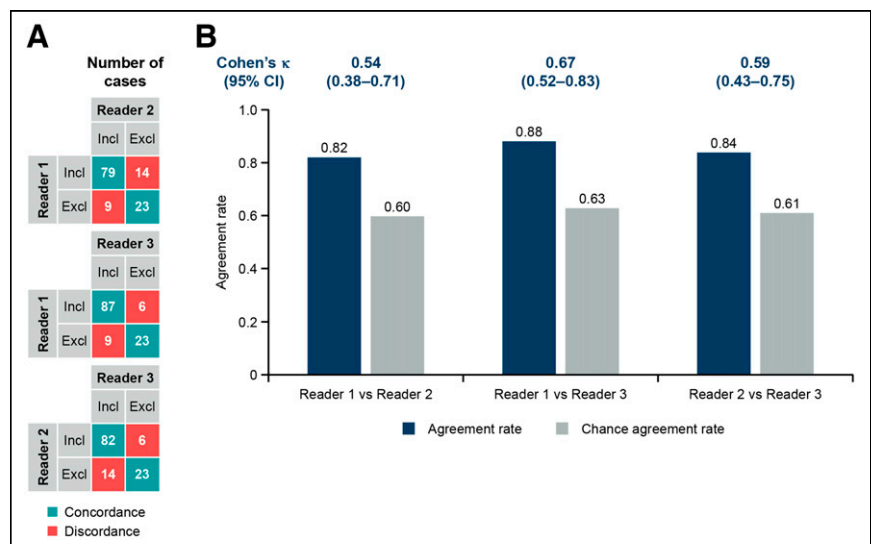 A
Number of
cases
Reader 2
Incl Excl
Reader 1
Incl 79 14
Excl 9 23
Reader 3
Incl Excl
Reader 1
Incl 87 6
Excl 9 23
Reader 3
Incl Excl
Reader 2
Incl 82 6
Excl 14 23
Concordance
Discordance
B
Cohen's κ 0.54 0.67 0.59
(95% CI) (0.38–0.71) (0.52–0.83) (0.43–0.75)
Agreement rate
1.0
0.8
0.6
0.4
0.2
0
0.82
0.60
0.88
0.63
0.84
0.61
Reader 1 vs Reader 2 Reader 1 vs Reader 3 Reader 2 vs Reader 3
Agreement rate Chance agreement rate